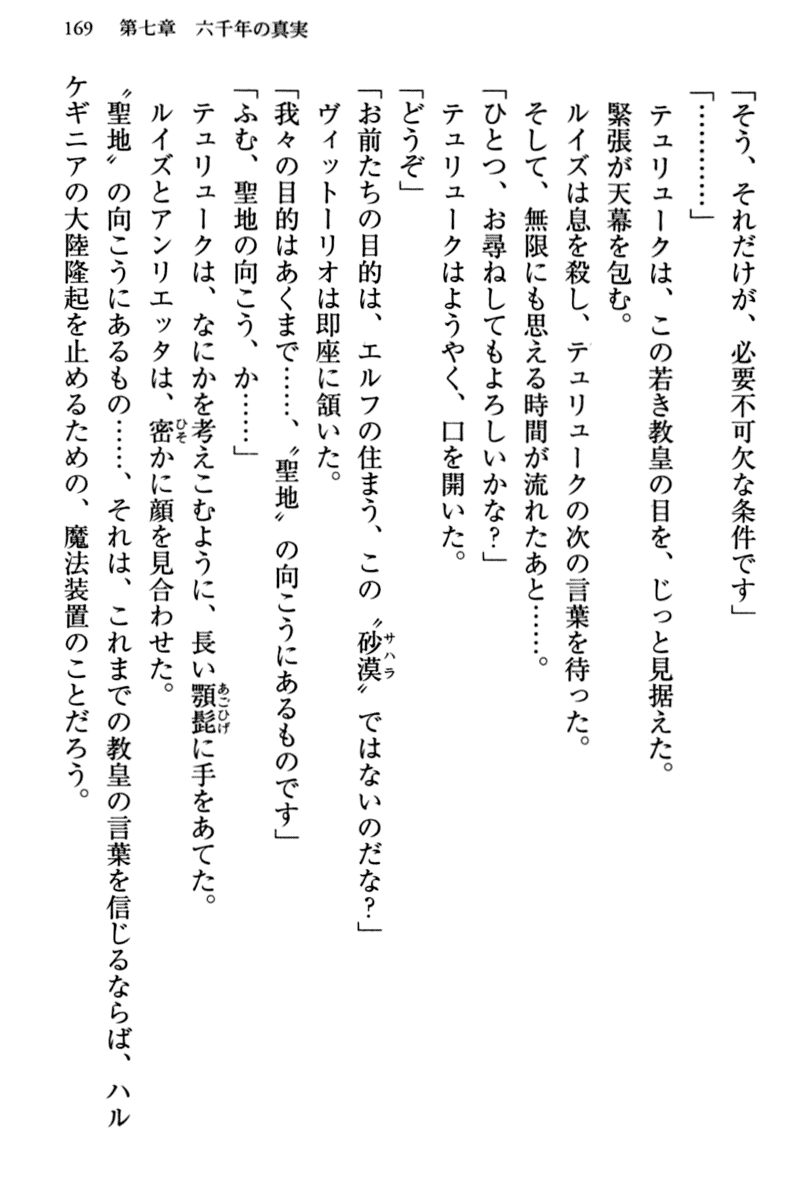 169　第七章　六千年の真実
「そう、それだけが、必要不可欠な条件です」
「…………」
テュリュークは、この若き教皇の目を、じっと見据えた。
緊張が天幕を包む。
ルイズは息を殺し、テュリュークの次の言葉を待った。
そして、無限にも思える時間が流れたあと……。
「ひとつ、お尋ねしてもよろしいかな？」
テュリュークはようやく、口を開いた。
「どうぞ」
「お前たちの目的は、エルフの住まう、この〝砂漠〟ではないのだな？」
サハラ
ヴィットーリオは即座に頷いた。
「我々の目的はあくまで……、〝聖地〟の向こうにあるものです」
「ふむ、聖地の向こう、か……」
テュリュークは、なにかを考えこむように、長い顎髭に手をあてた。
あごひげ
ルイズとアンリエッタは、密かに顔を見合わせた。
ひそ
〝聖地〟の向こうにあるもの……、それは、これまでの教皇の言葉を信じるならば、ハル
ケギニアの大陸隆起を止めるための、魔法装置のことだろう。